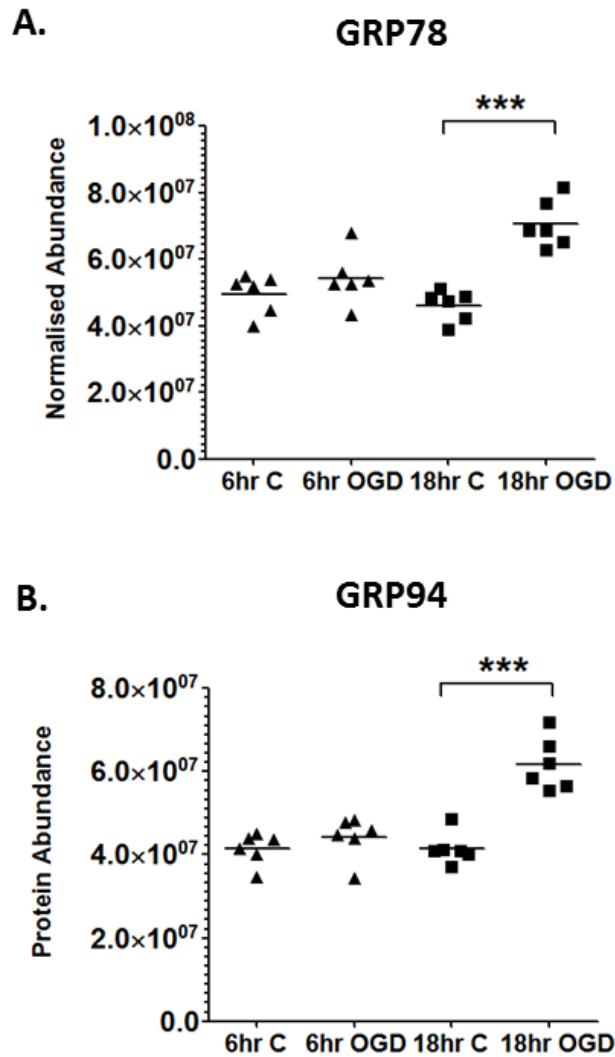 A.
GRP78
***
1.0×10⁰⁸
8.0×10⁰⁷
6.0×10⁰⁷
4.0×10⁰⁷
2.0×10⁰⁷
0.0
Normalised Abundance
6hr C 6hr OGD 18hr C 18hr OGD
B.
GRP94
***
8.0×10⁰⁷
6.0×10⁰⁷
4.0×10⁰⁷
2.0×10⁰⁷
0.0
Protein Abundance
6hr C 6hr OGD 18hr C 18hr OGD